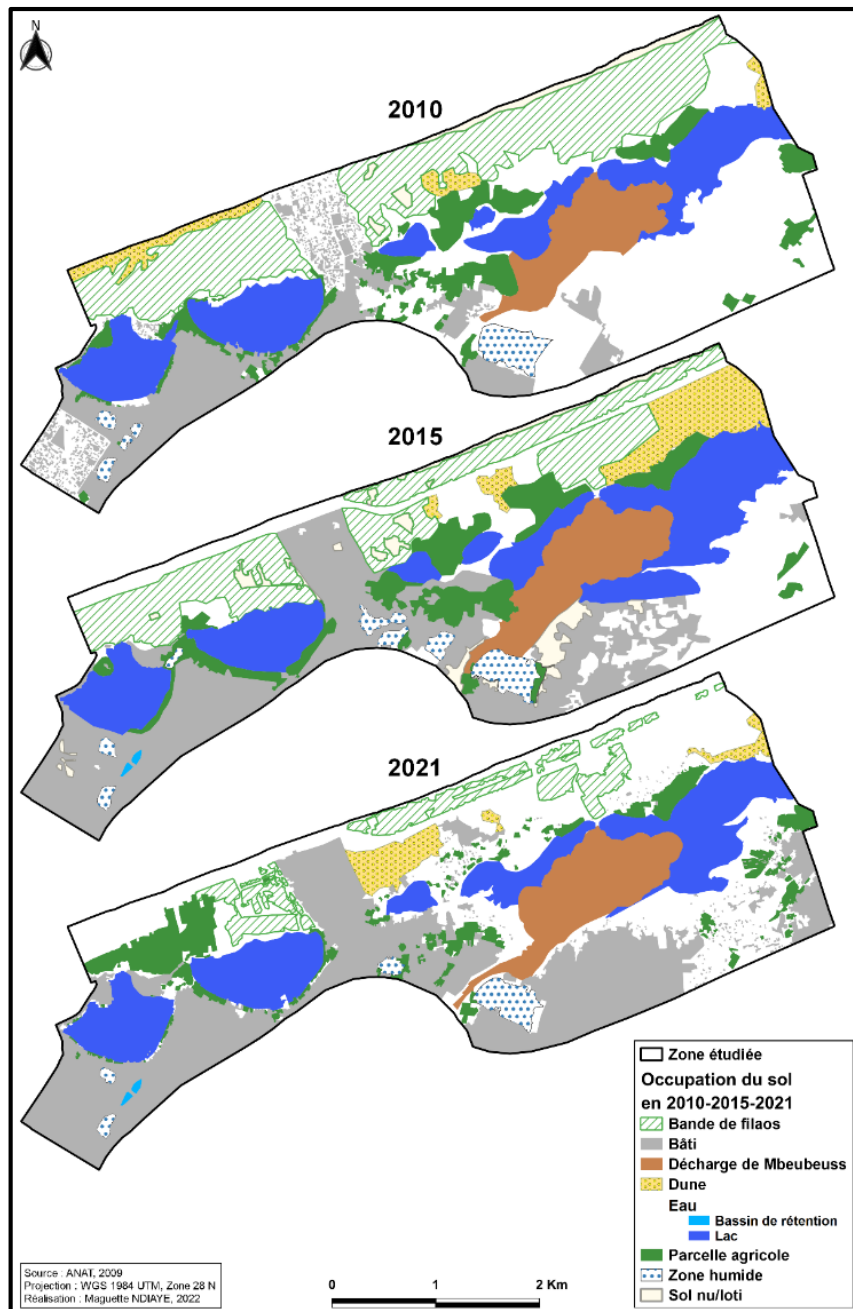 N
2010
2015
2021
Zone étudiée
Occupation du sol
en 2010-2015-2021
Bande de filaos
Bâti
Décharge de Mbeubeuss
Dune
Eau
Bassin de rétention
Lac
Parcelle agricole
Zone humide
Sol nu/loti
Source : ANAT, 2009
Projection : WGS 1984 UTM, Zone 28 N
Réalisation : Maguette NDIAYE, 2022
0 1 2 Km